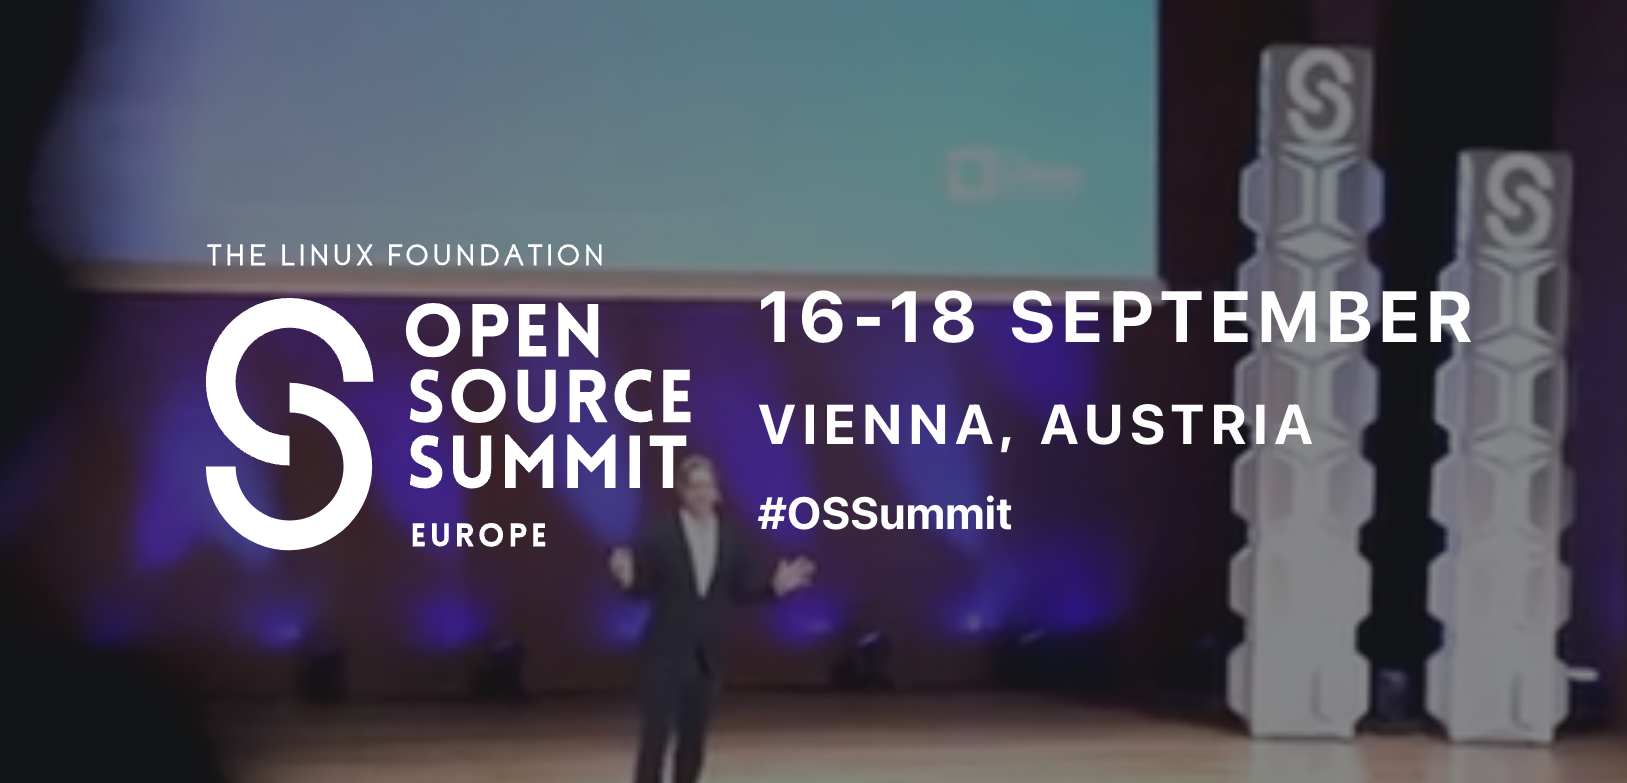 THE LINUX FOUNDATION
OPEN
SOURCE
SUMMIT
EUROPE
16-18 SEPTEMBER
VIENNA, AUSTRIA
#OSSummit